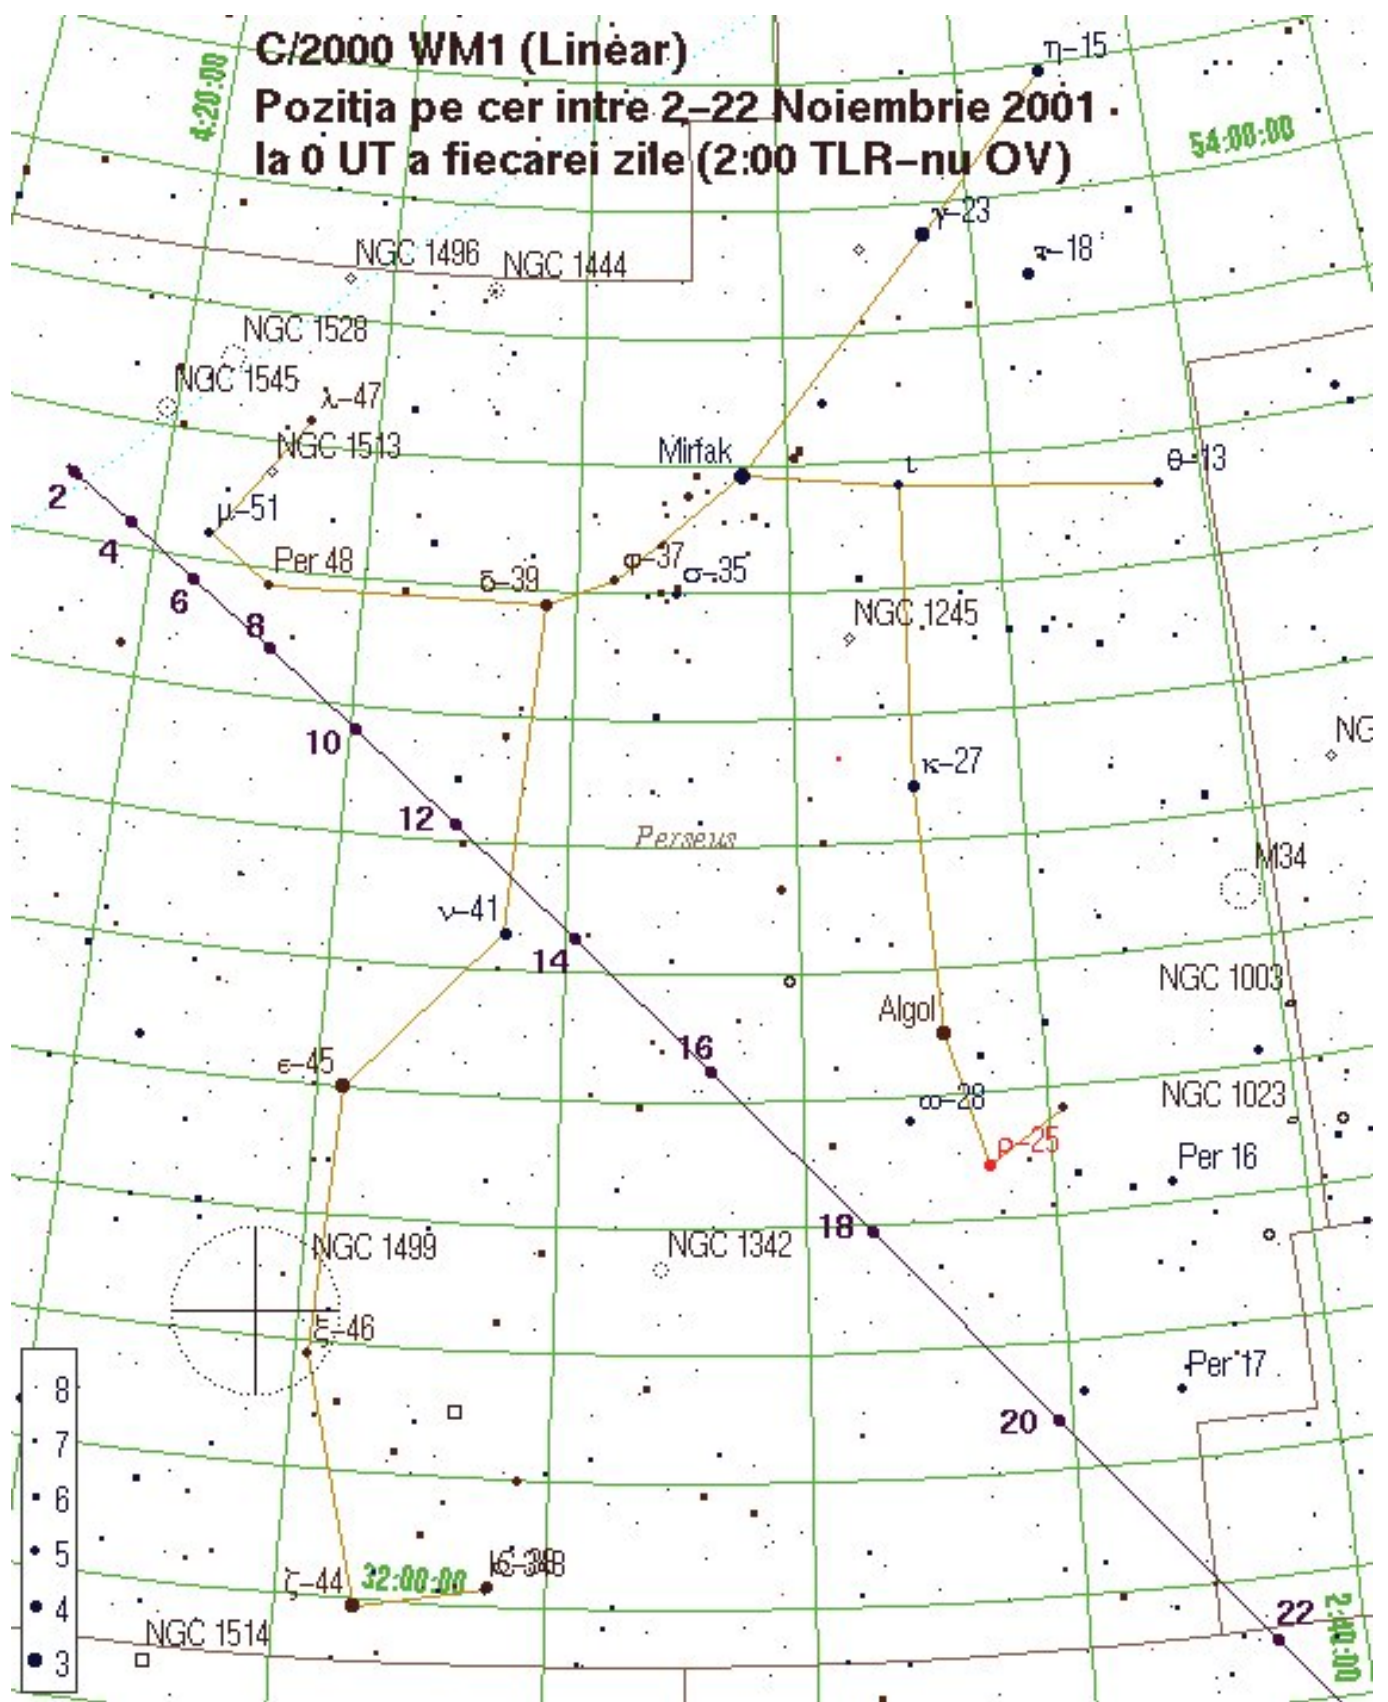 C/2000 WM1 (Linear)
Pozitia pe cer intre 2–22 Noiembrie 2001
la 0 UT a fiecarei zile (2:00 TLR–nu OV)
4:20:00
η–15
54:00:00
γ–23
τ–18
NGC 1496
NGC 1444
NGC 1528
NGC 1545
λ–47
NGC 1513
Mirfak
ι
θ–13
2
μ–51
4
Per 48
δ–39
φ–37
σ–35
6
NGC 1245
8
10
NG
κ–27
12
Perseus
M34
ν–41
14
NGC 1003
Algol
16
ε–45
ω–28
NGC 1023
ρ–25
Per 16
18
NGC 1499
NGC 1342
ξ–46
Per 17
8
20
7
6
5
32:00:00
ζ–44
4
22
2:40:00
NGC 1514
3